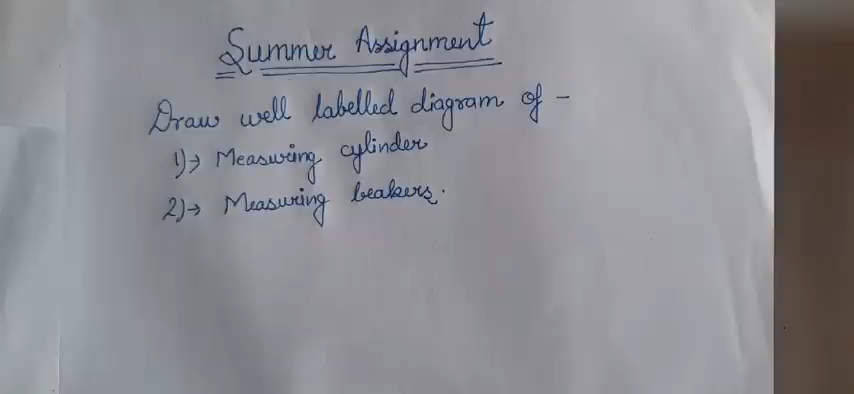 Summer Assignment
Draw well labelled diagram of -
1)→ Measuring cylinder
2)→ Measuring beakers.